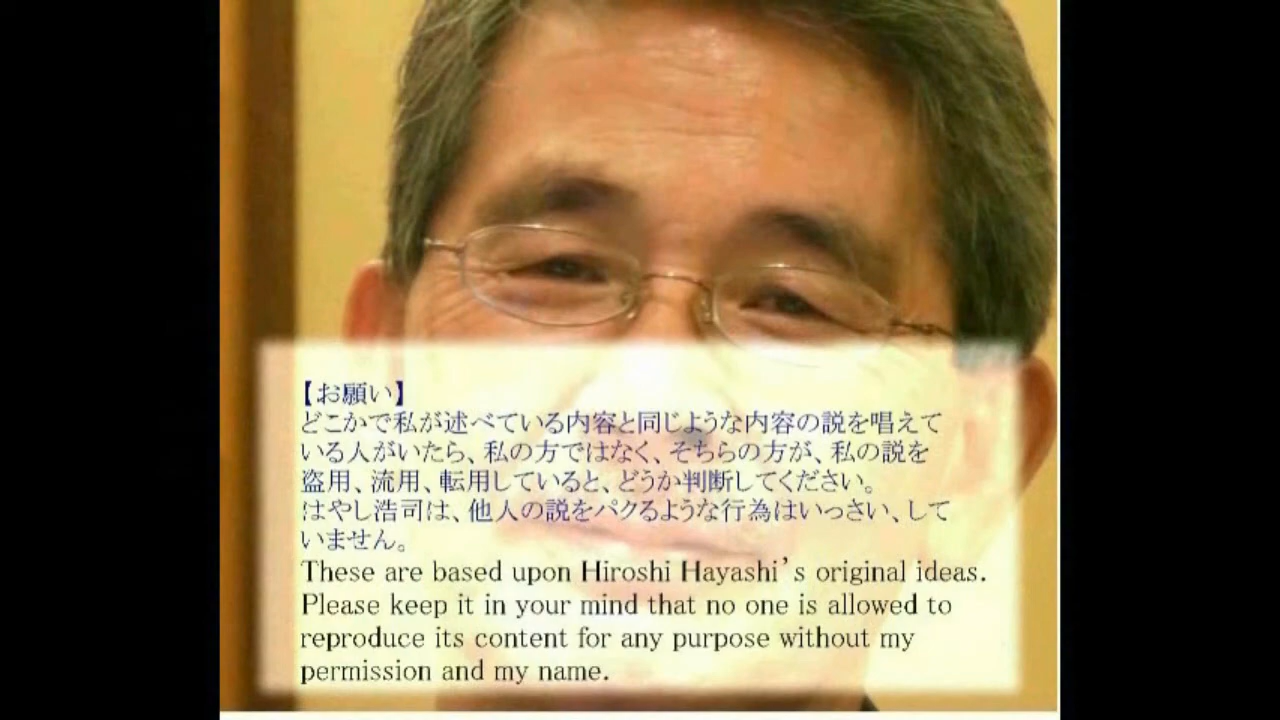 【お願い】
どこかで私が述べている内容と同じような内容の説を唱えて
いる人がいたら、私の方ではなく、そちらの方が、私の説を
盗用、流用、転用していると、どうか判断してください。
はやし浩司は、他人の説をパクるような行為はいっさい、して
いません。
These are based upon Hiroshi Hayashi’s original ideas.
Please keep it in your mind that no one is allowed to
reproduce its content for any purpose without my
permission and my name.